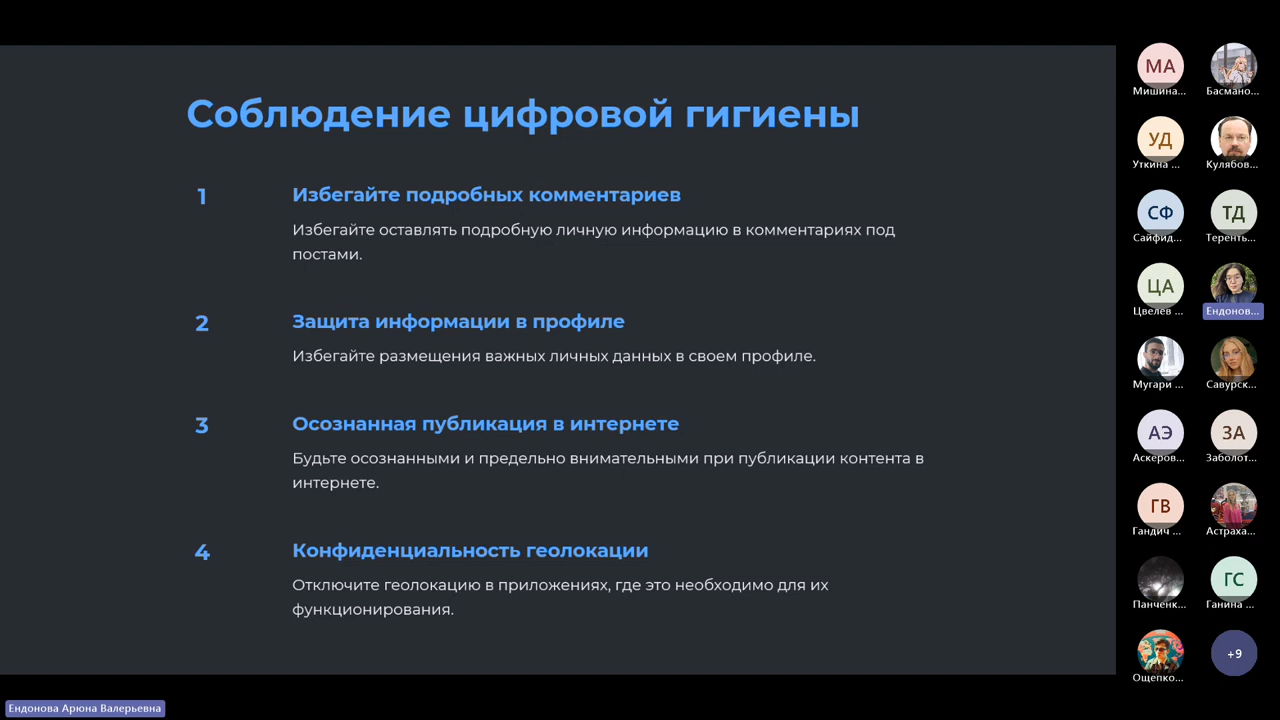 Соблюдение цифровой гигиены
1
Избегайте подробных комментариев
Избегайте оставлять подробную личную информацию в комментариях под
постами.
2
Защита информации в профиле
Избегайте размещения важных личных данных в своем профиле.
3
Осознанная публикация в интернете
Будьте осознанными и предельно внимательными при публикации контента в
интернете.
4
Конфиденциальность геолокации
Отключите геолокацию в приложениях, где это необходимо для их
функционирования.
МА
Мишина...
Басмано...
УД
Уткина ...
Кулябов...
СФ
Сайфид...
ТД
Теренть...
ЦА
Цвелев ...
Ендонов...
Мугари ...
Савурск...
АЭ
Аскеров...
ЗА
Заболот...
ГВ
Гандич ...
Астраха...
Панченк...
ГС
Ганина ...
Ощепко...
+9
Ендонова Арюна Валерьевна